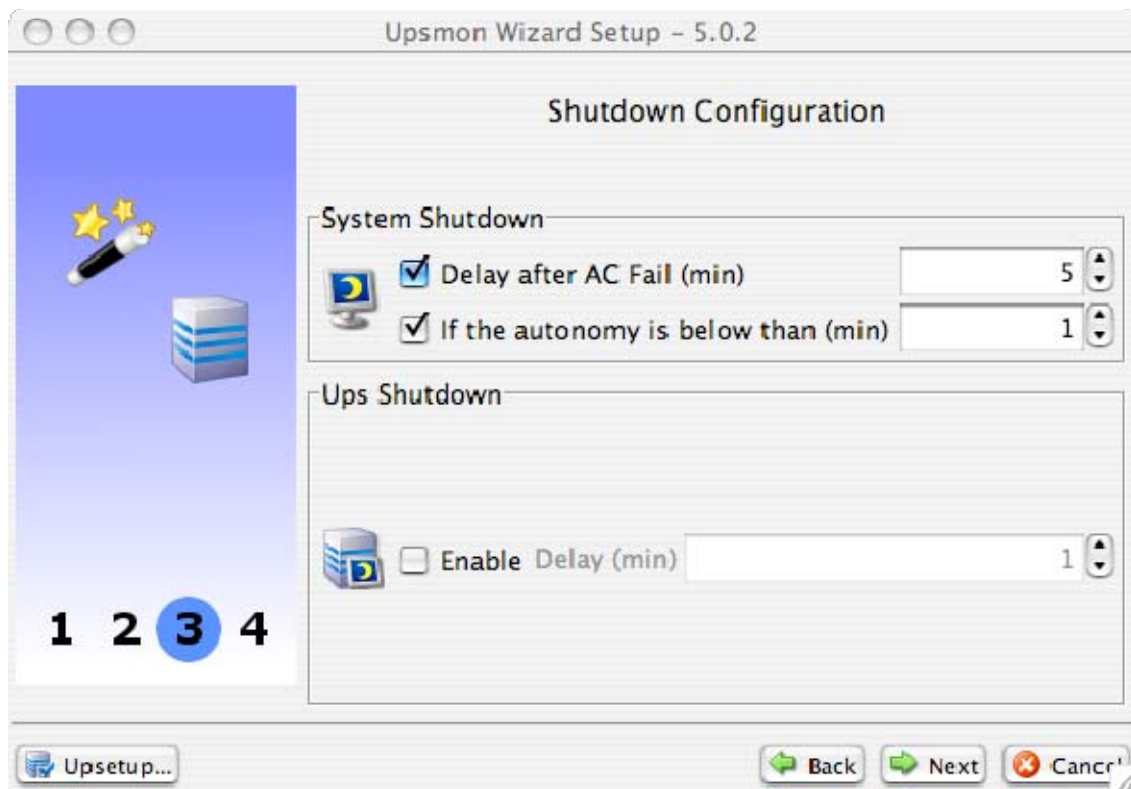 Upsmon Wizard Setup – 5.0.2
Shutdown Configuration
System Shutdown
Delay after AC Fail (min) 5
If the autonomy is below than (min) 1
Ups Shutdown
Enable Delay (min) 1
1 2 3 4
Upsetup... Back Next Cancel